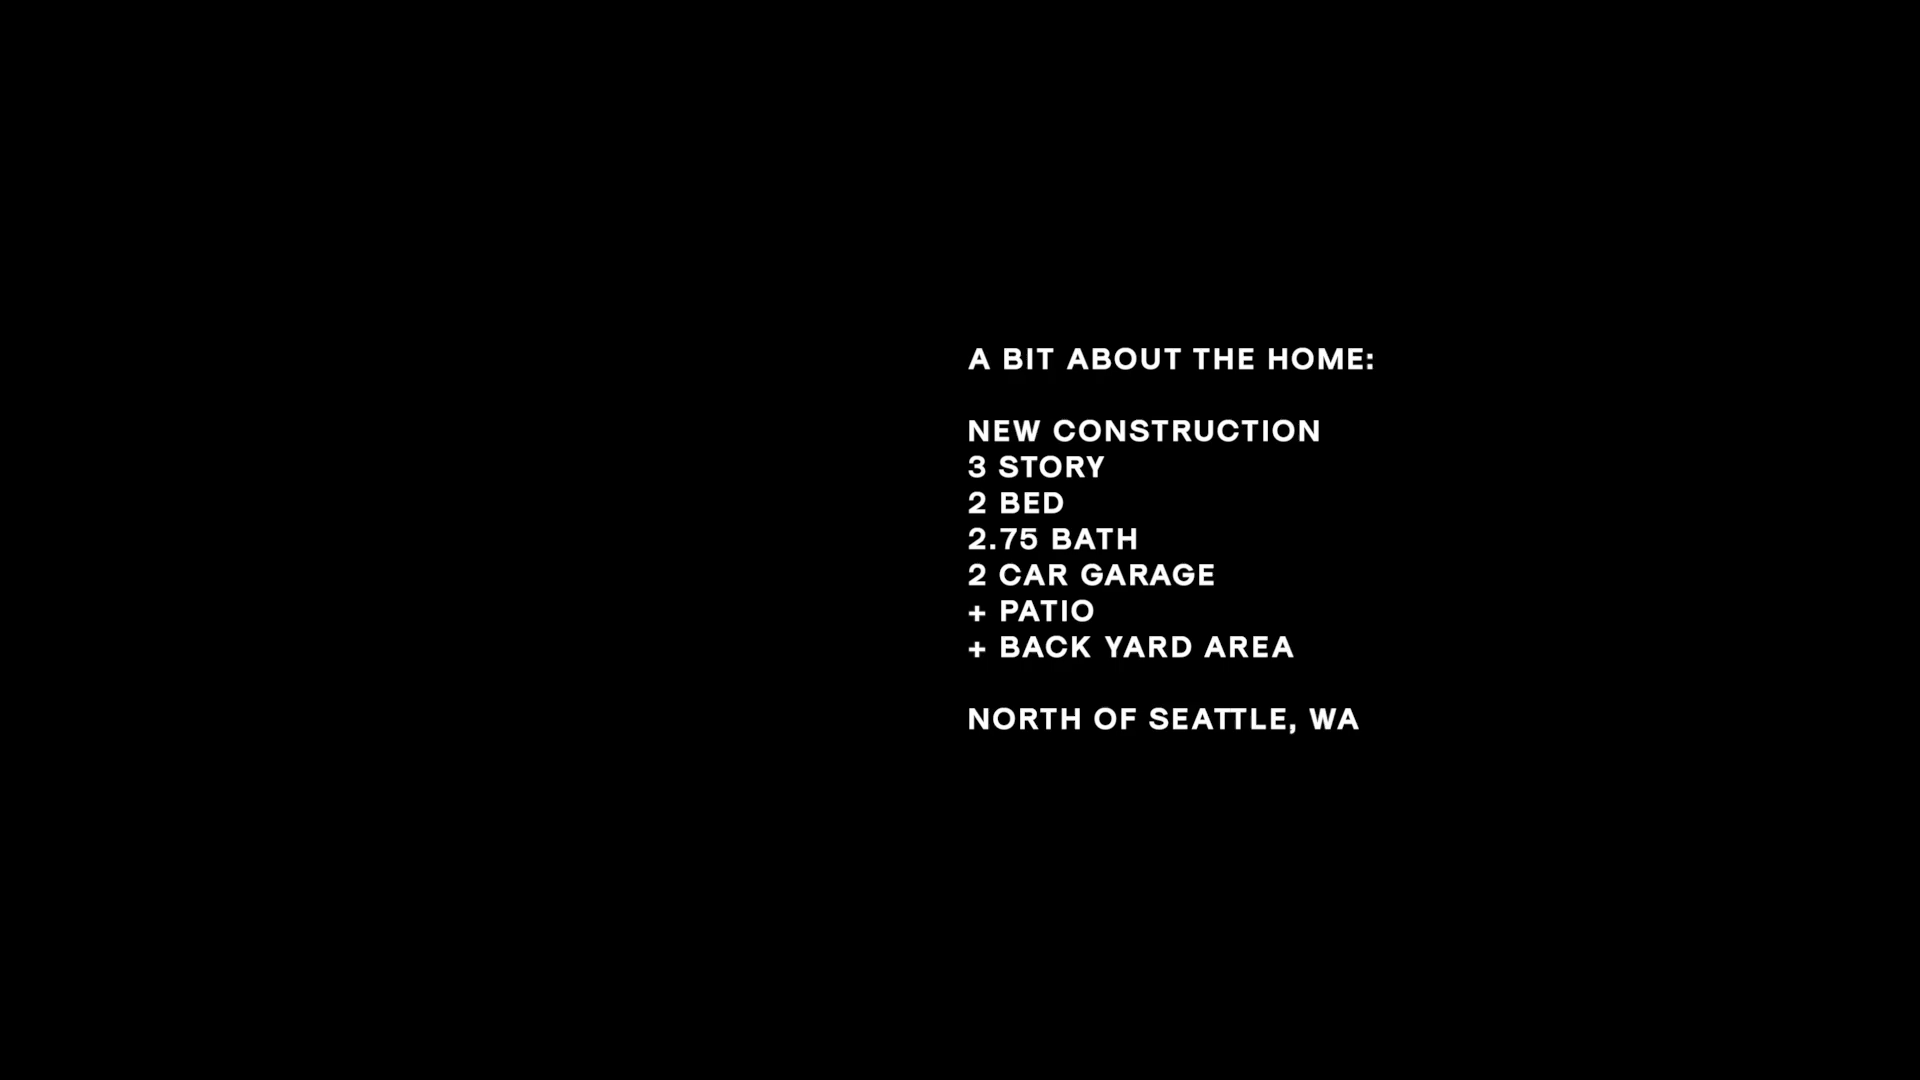 A BIT ABOUT THE HOME:
NEW CONSTRUCTION
3 STORY
2 BED
2.75 BATH
2 CAR GARAGE
+ PATIO
+ BACK YARD AREA
NORTH OF SEATTLE, WA